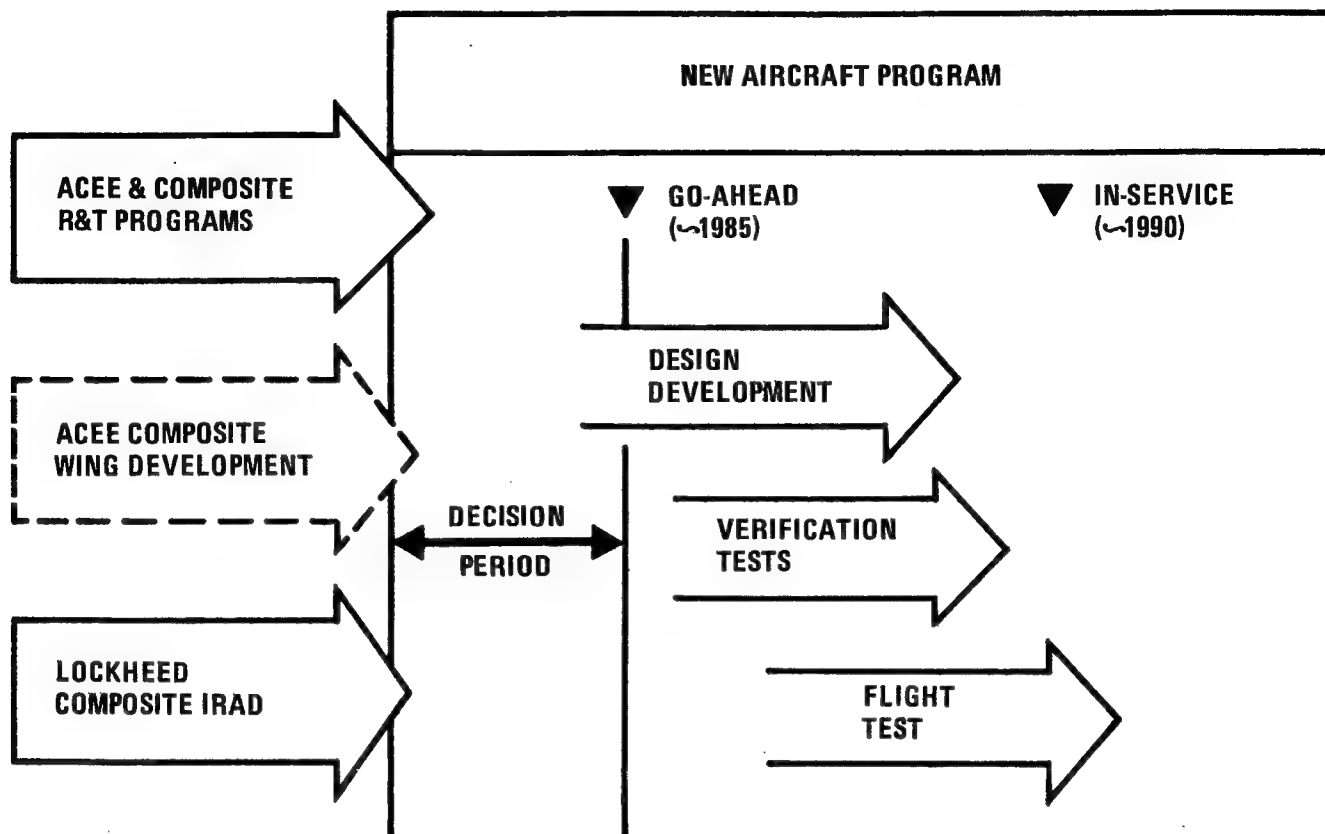 NEW AIRCRAFT PROGRAM
ACEE & COMPOSITE
R&T PROGRAMS
GO-AHEAD
(~1985)
IN-SERVICE
(~1990)
DESIGN
DEVELOPMENT
ACEE COMPOSITE
WING DEVELOPMENT
DECISION
PERIOD
VERIFICATION
TESTS
LOCKHEED
COMPOSITE IRAD
FLIGHT
TEST